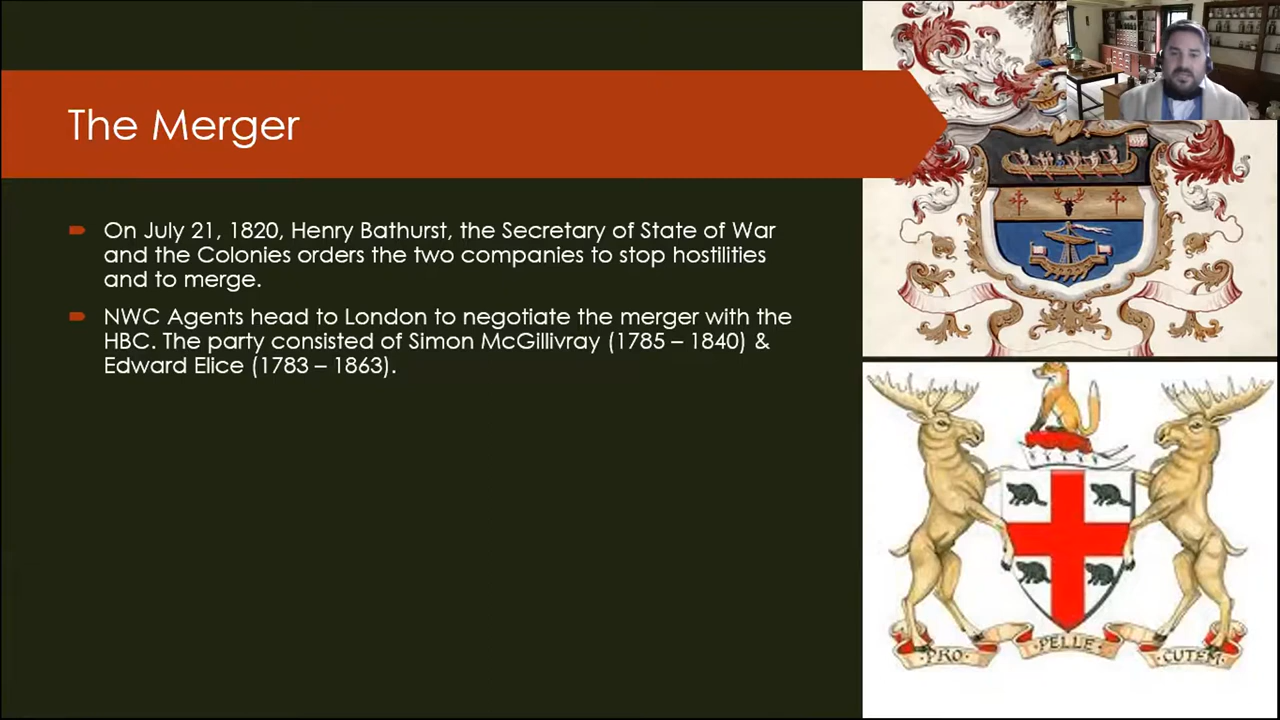 The Merger
On July 21, 1820, Henry Bathurst, the Secretary of State of War
and the Colonies orders the two companies to stop hostilities
and to merge.
NWC Agents head to London to negotiate the merger with the
HBC. The party consisted of Simon McGillivray (1785 – 1840) &
Edward Elice (1783 – 1863).
PRO PELLE CUTEM